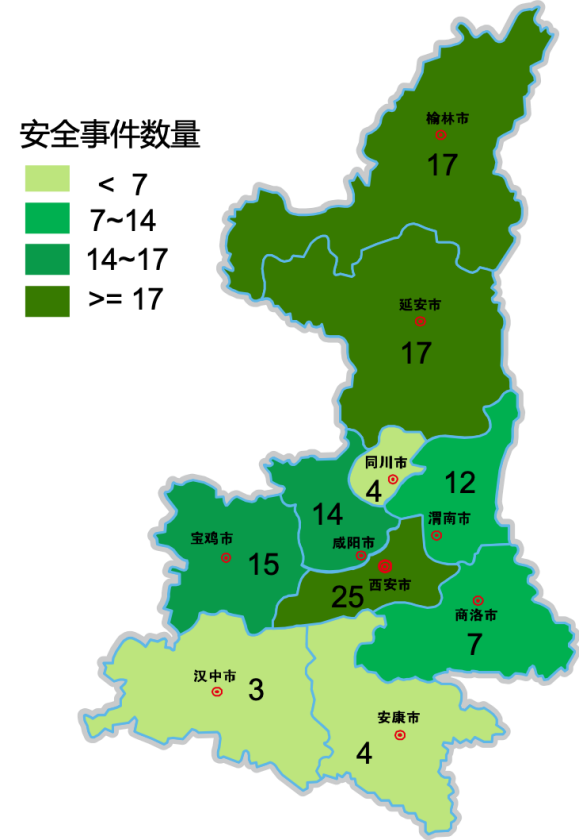 安全事件数量
< 7
7~14
14~17
>= 17
榆林市
17
延安市
17
同川市
4
12
渭南市
14
咸阳市
宝鸡市
15
西安市
25
商洛市
7
汉中市
3
安康市
4